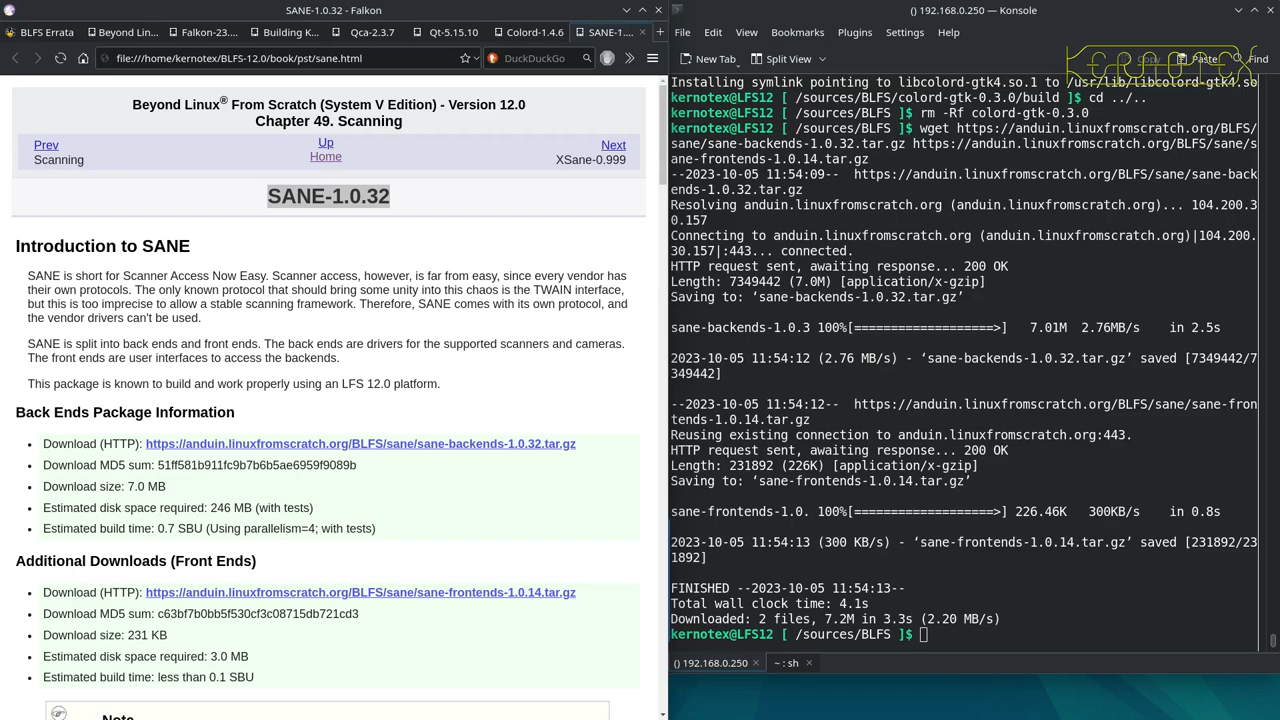 SANE-1.0.32 - Falkon
BLFS Errata
Beyond Lin...
Falkon-23....
Building K...
Qca-2.3.7
Qt-5.15.10
Colord-1.4.6
SANE-1....
file:///home/kernotex/BLFS-12.0/book/pst/sane.html
DuckDuckGo
Beyond Linux® From Scratch (System V Edition) - Version 12.0
Chapter 49. Scanning
Prev
Up
Next
Scanning
Home
XSane-0.999
SANE-1.0.32
Introduction to SANE
SANE is short for Scanner Access Now Easy. Scanner access, however, is far from easy, since every vendor has
their own protocols. The only known protocol that should bring some unity into this chaos is the TWAIN interface,
but this is too imprecise to allow a stable scanning framework. Therefore, SANE comes with its own protocol, and
the vendor drivers can't be used.
SANE is split into back ends and front ends. The back ends are drivers for the supported scanners and cameras.
The front ends are user interfaces to access the backends.
This package is known to build and work properly using an LFS 12.0 platform.
Back Ends Package Information
• Download (HTTP): https://anduin.linuxfromscratch.org/BLFS/sane/sane-backends-1.0.32.tar.gz
• Download MD5 sum: 51ff581b911fc9b7b6b5ae6959f9089b
• Download size: 7.0 MB
• Estimated disk space required: 246 MB (with tests)
• Estimated build time: 0.7 SBU (Using parallelism=4; with tests)
Additional Downloads (Front Ends)
• Download (HTTP): https://anduin.linuxfromscratch.org/BLFS/sane/sane-frontends-1.0.14.tar.gz
• Download MD5 sum: c63bf7b0bb5f530cf3c08715db721cd3
• Download size: 231 KB
• Estimated disk space required: 3.0 MB
• Estimated build time: less than 0.1 SBU
Note
() 192.168.0.250 — Konsole
File Edit View Bookmarks Plugins Settings Help
New Tab
Split View
Copy
Paste
Find
KERNOTEX
Installing symlink pointing to libcolord-gtk4.so.1 to /usr/lib/libcolord-gtk4.so
kernotex@LFS12 [ /sources/BLFS/colord-gtk-0.3.0/build ]$ cd ../..
kernotex@LFS12 [ /sources/BLFS ]$ rm -Rf colord-gtk-0.3.0
kernotex@LFS12 [ /sources/BLFS ]$ wget https://anduin.linuxfromscratch.org/BLFS/
sane/sane-backends-1.0.32.tar.gz https://anduin.linuxfromscratch.org/BLFS/sane/s
ane-frontends-1.0.14.tar.gz
--2023-10-05 11:54:09-- https://anduin.linuxfromscratch.org/BLFS/sane/sane-back
ends-1.0.32.tar.gz
Resolving anduin.linuxfromscratch.org (anduin.linuxfromscratch.org)... 104.200.3
0.157
Connecting to anduin.linuxfromscratch.org (anduin.linuxfromscratch.org)|104.200.
30.157|:443... connected.
HTTP request sent, awaiting response... 200 OK
Length: 7349442 (7.0M) [application/x-gzip]
Saving to: ‘sane-backends-1.0.32.tar.gz’
sane-backends-1.0.3 100%[===================>] 7.01M 2.76MB/s in 2.5s
2023-10-05 11:54:12 (2.76 MB/s) - ‘sane-backends-1.0.32.tar.gz’ saved [7349442/7
349442]
--2023-10-05 11:54:12-- https://anduin.linuxfromscratch.org/BLFS/sane/sane-fron
tends-1.0.14.tar.gz
Reusing existing connection to anduin.linuxfromscratch.org:443.
HTTP request sent, awaiting response... 200 OK
Length: 231892 (226K) [application/x-gzip]
Saving to: ‘sane-frontends-1.0.14.tar.gz’
sane-frontends-1.0. 100%[===================>] 226.46K 300KB/s in 0.8s
2023-10-05 11:54:13 (300 KB/s) - ‘sane-frontends-1.0.14.tar.gz’ saved [231892/23
1892]
FINISHED --2023-10-05 11:54:13--
Total wall clock time: 4.1s
Downloaded: 2 files, 7.2M in 3.3s (2.20 MB/s)
kernotex@LFS12 [ /sources/BLFS ]$
() 192.168.0.250
~ : sh